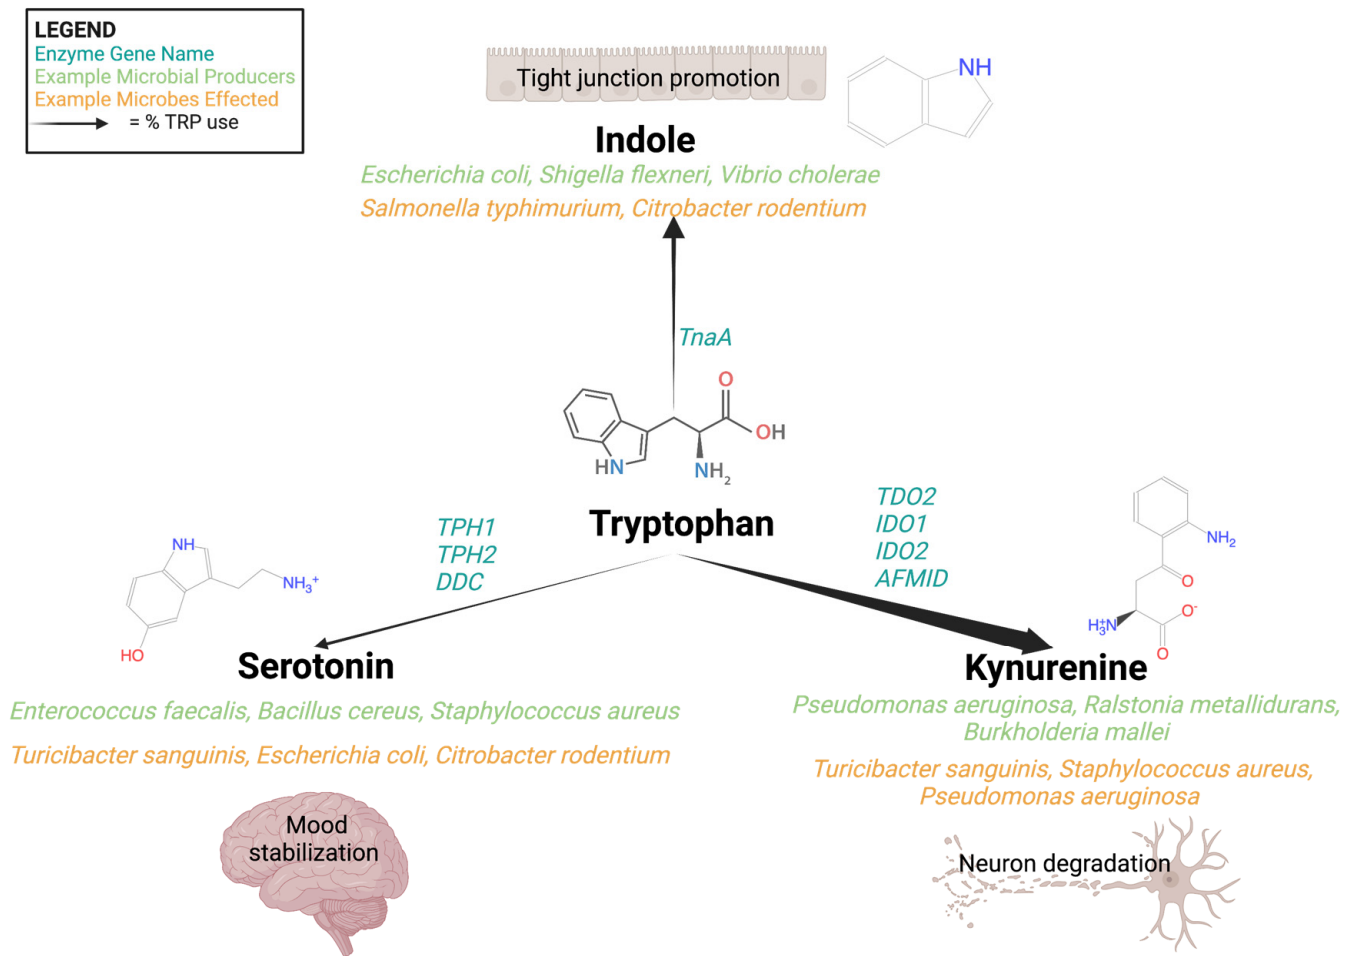 LEGEND
Enzyme Gene Name
Example Microbial Producers
Example Microbes Effected
= % TRP use
Tight junction promotion
NH
Indole
Escherichia coli, Shigella flexneri, Vibrio cholerae
Salmonella typhimurium, Citrobacter rodentium
TnaA
O
OH
HN
NH2
Tryptophan
TPH1
TPH2
DDC
TDO2
IDO1
IDO2
AFMID
NH
NH3+
HO
Serotonin
Enterococcus faecalis, Bacillus cereus, Staphylococcus aureus
Turicibacter sanguinis, Escherichia coli, Citrobacter rodentium
Mood
stabilization
NH2
O
O-
H3+N
O
Kynurenine
Pseudomonas aeruginosa, Ralstonia metallidurans,
Burkholderia mallei
Turicibacter sanguinis, Staphylococcus aureus,
Pseudomonas aeruginosa
Neuron degradation